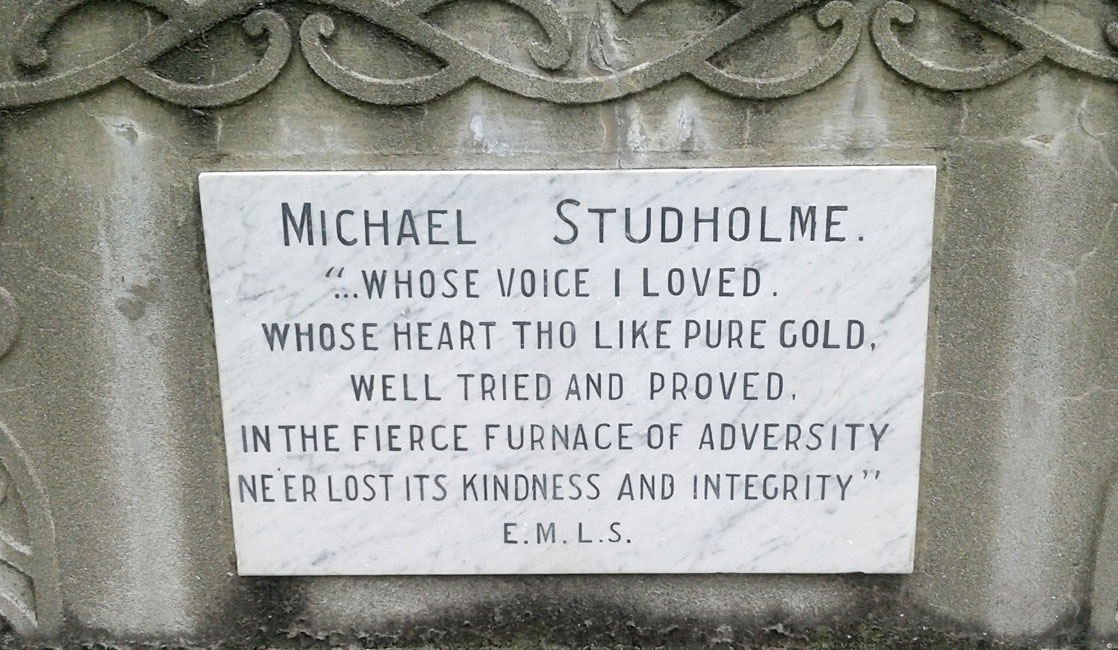 MICHAEL STUDHOLME.
“...WHOSE VOICE I LOVED.
WHOSE HEART THO LIKE PURE GOLD,
WELL TRIED AND PROVED,
IN THE FIERCE FURNACE OF ADVERSITY
NE'ER LOST ITS KINDNESS AND INTEGRITY”
E.M.L.S.